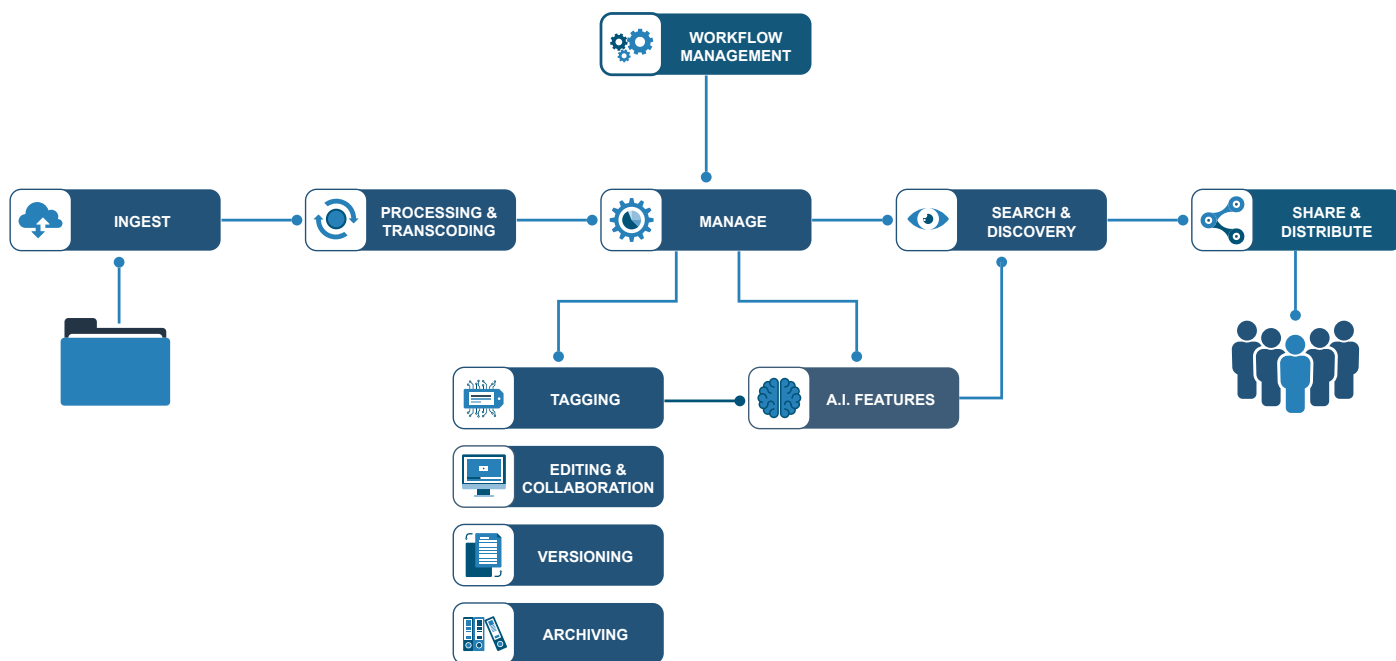 WORKFLOW
MANAGEMENT
INGEST
PROCESSING &
TRANSCODING
MANAGE
SEARCH &
DISCOVERY
SHARE &
DISTRIBUTE
TAGGING
A.I. FEATURES
EDITING &
COLLABORATION
VERSIONING
ARCHIVING